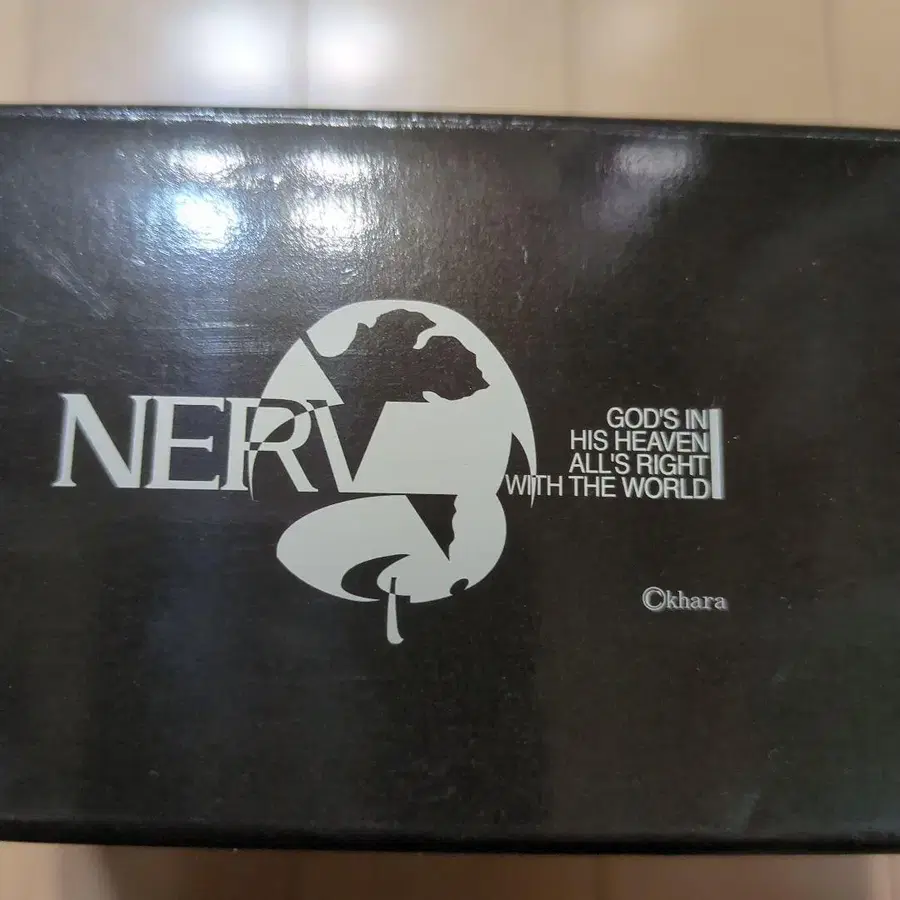 NERV
GOD'S IN
HIS HEAVEN
ALL'S RIGHT
WITH THE WORLD
©khara